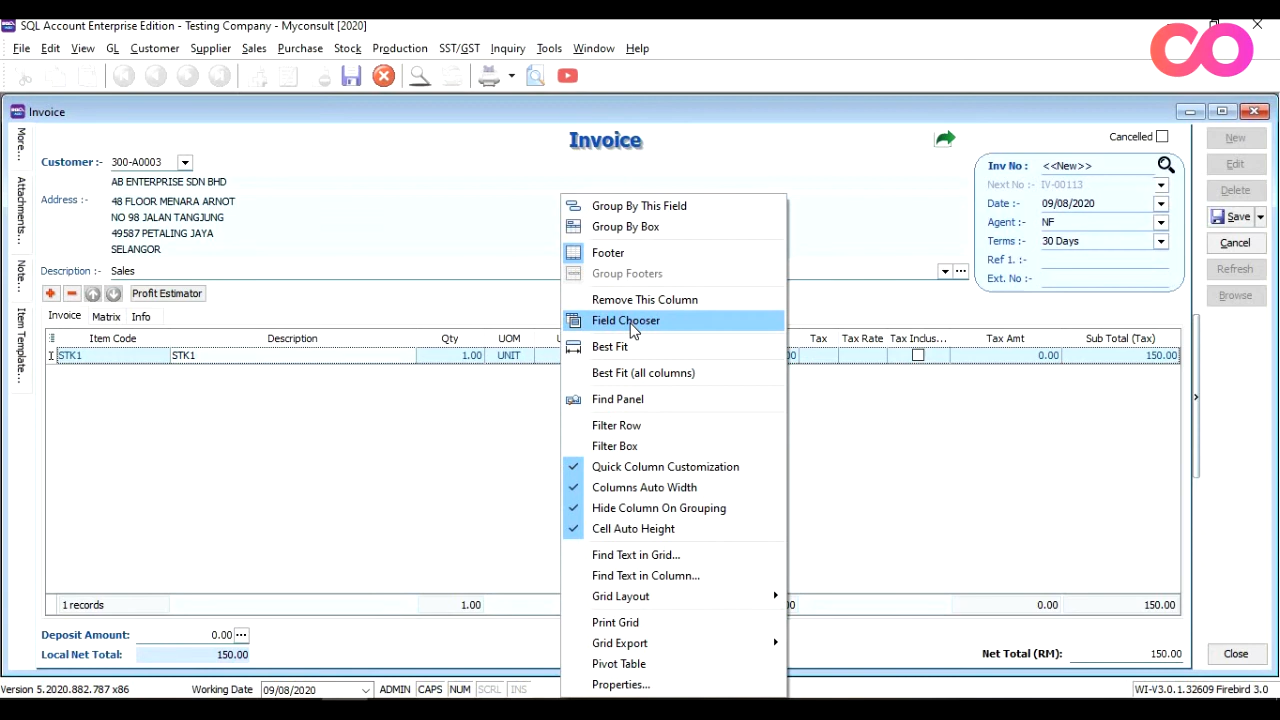 SQL Account Enterprise Edition - Testing Company - Myconsult [2020]
File Edit View GL Customer Supplier Sales Purchase Stock Production SST/GST Inquiry Tools Window Help
Invoice
Invoice
Cancelled
New
Edit
Delete
Save
Cancel
Refresh
Browse
More...
Attachments...
Note...
Item Template...
Customer :- 300-A0003
AB ENTERPRISE SDN BHD
Address :- 48 FLOOR MENARA ARNOT
NO 98 JALAN TANGJUNG
49587 PETALING JAYA
SELANGOR
Description :- Sales
Inv No : <<New>>
Next No : IV-00113
Date : 09/08/2020
Agent : NF
Terms : 30 Days
Ref 1. :
Ext. No :
Profit Estimator
Invoice Matrix Info
Item Code Description Qty UOM Tax Tax Rate Tax Inclus... Tax Amt Sub Total (Tax)
STK1 STK1 1.00 UNIT 0.00 150.00
Group By This Field
Group By Box
Footer
Group Footers
Remove This Column
Field Chooser
Best Fit
Best Fit (all columns)
Find Panel
Filter Row
Filter Box
Quick Column Customization
Columns Auto Width
Hide Column On Grouping
Cell Auto Height
Find Text in Grid...
Find Text in Column...
Grid Layout
Print Grid
Grid Export
Pivot Table
Properties...
1 records 1.00 0.00 150.00
Deposit Amount: 0.00
Local Net Total: 150.00
Net Total (RM): 150.00
Close
Version 5.2020.882.787 x86 Working Date 09/08/2020 ADMIN CAPS NUM SCRL INS WI-V3.0.1.32609 Firebird 3.0